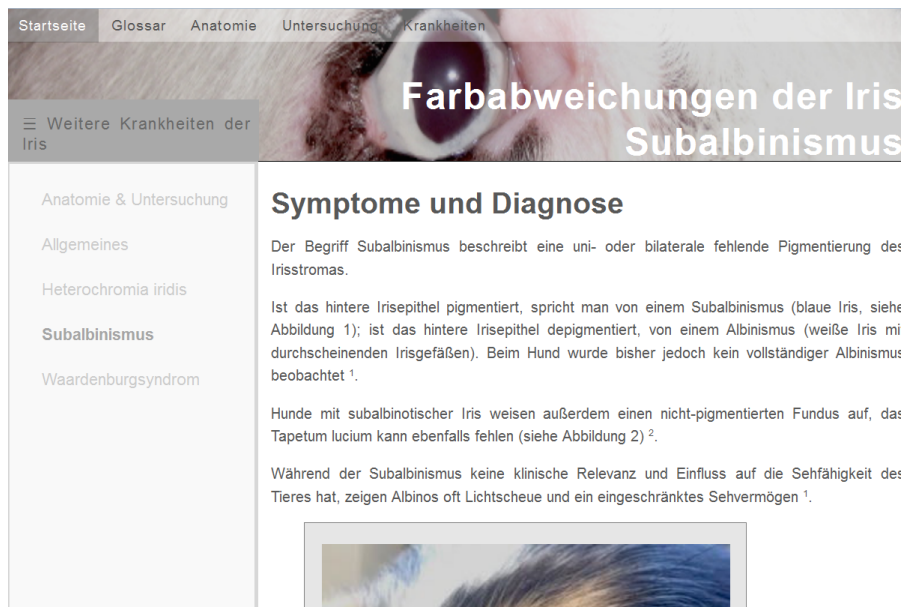 Startseite Glossar Anatomie Untersuchung Krankheiten
Farbabweichungen der Iris
Subalbinismus
☰ Weitere Krankheiten der
Iris
Anatomie & Untersuchung
Allgemeines
Heterochromia iridis
Subalbinismus
Waardenburgsyndrom
Symptome und Diagnose
Der Begriff Subalbinismus beschreibt eine uni- oder bilaterale fehlende Pigmentierung des
Irisstromas.
Ist das hintere Irisepithel pigmentiert, spricht man von einem Subalbinismus (blaue Iris, siehe
Abbildung 1); ist das hintere Irisepithel depigmentiert, von einem Albinismus (weiße Iris mit
durchscheinenden Irisgefäßen). Beim Hund wurde bisher jedoch kein vollständiger Albinismus
beobachtet ¹.
Hunde mit subalbinotischer Iris weisen außerdem einen nicht-pigmentierten Fundus auf, das
Tapetum lucium kann ebenfalls fehlen (siehe Abbildung 2) ².
Während der Subalbinismus keine klinische Relevanz und Einfluss auf die Sehfähigkeit des
Tieres hat, zeigen Albinos oft Lichtscheue und ein eingeschränktes Sehvermögen ¹.